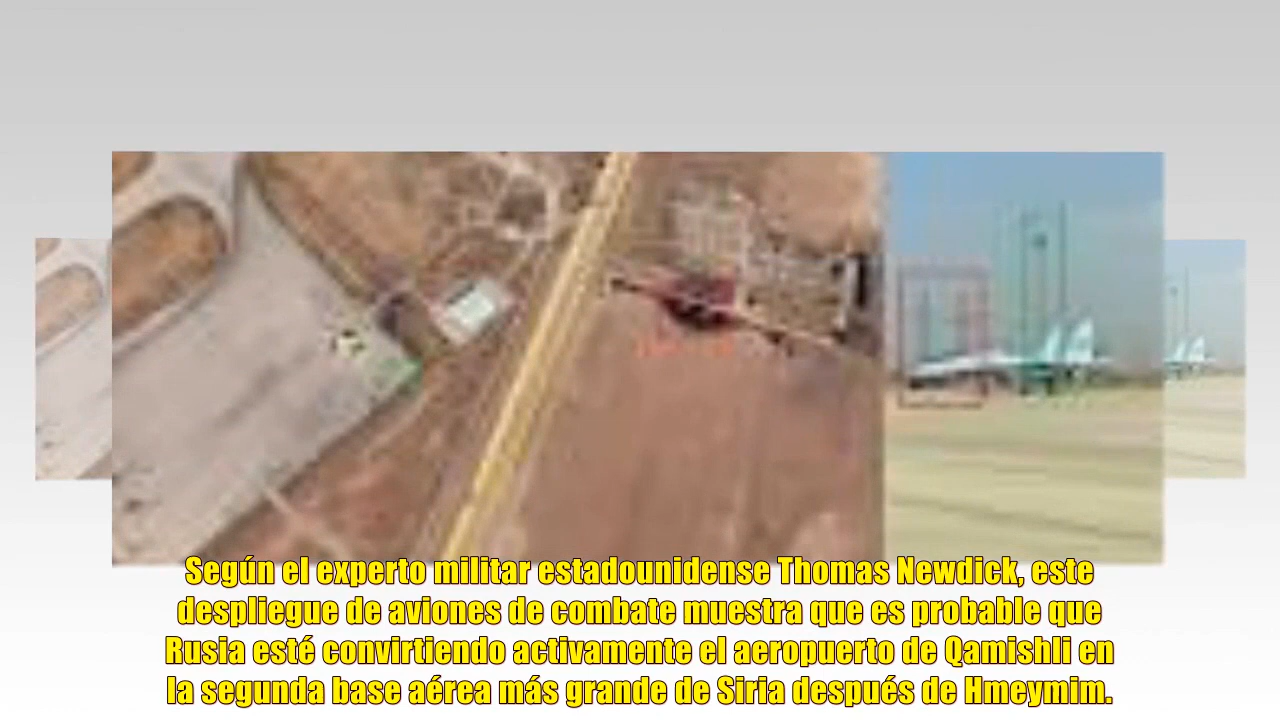 Según el experto militar estadounidense Thomas Newdick, este
despliegue de aviones de combate muestra que es probable que
Rusia esté convirtiendo activamente el aeropuerto de Qamishli en
la segunda base aérea más grande de Siria después de Hmeymim.